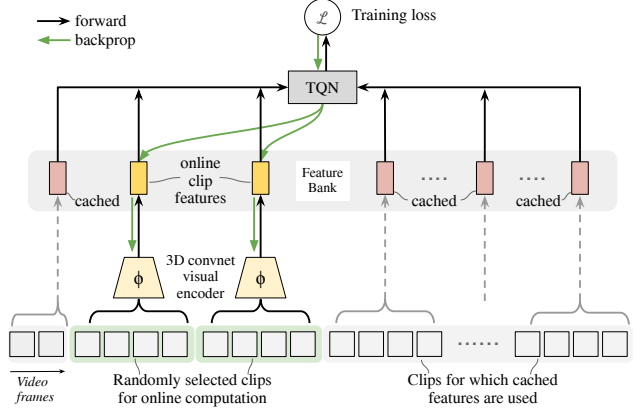 forward
backprop
ℒ
Training loss
TQN
online
clip
features
Feature
Bank
cached
....
....
cached
cached
3D convnet
visual
encoder
ϕ
ϕ
......
Video
frames
Randomly selected clips
for online computation
Clips for which cached
features are used